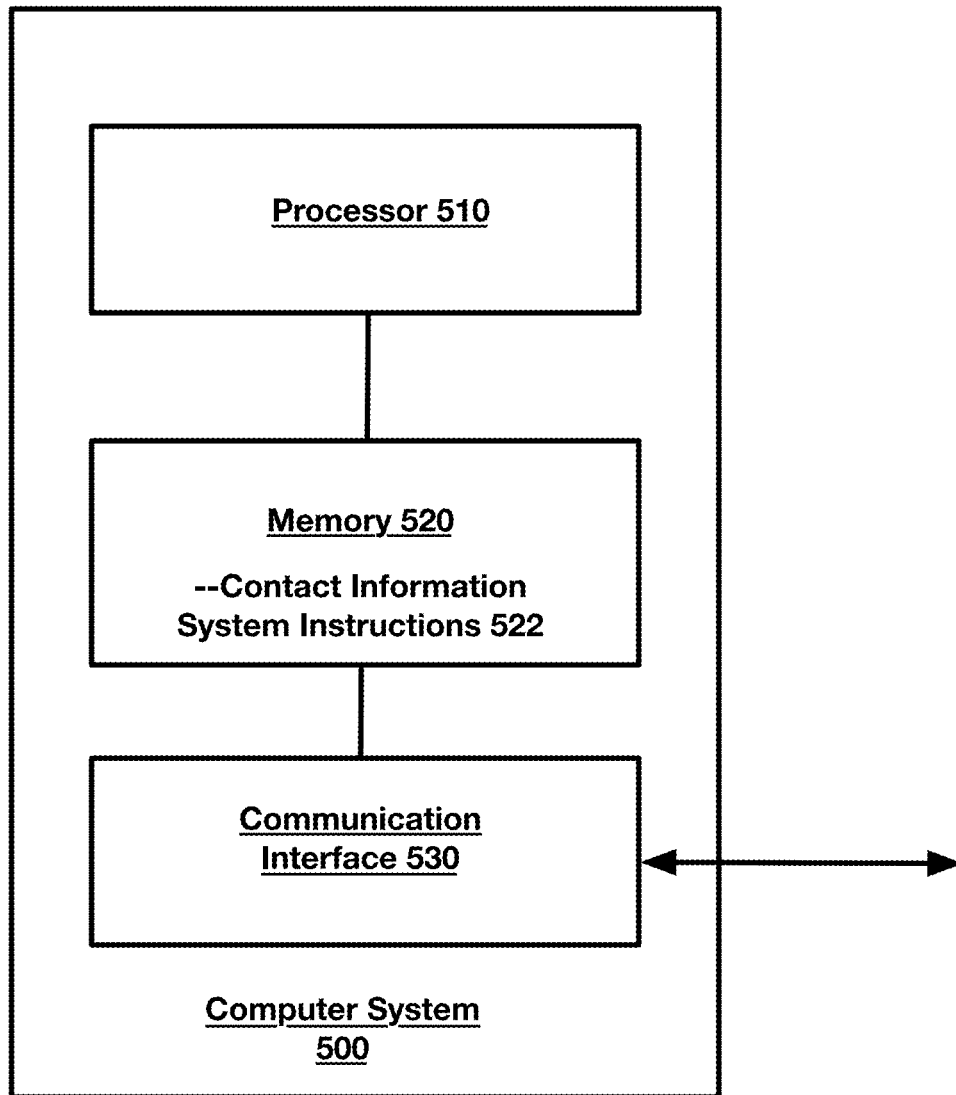 Processor 510
Memory 520
--Contact Information
System Instructions 522
Communication
Interface 530
Computer System
500